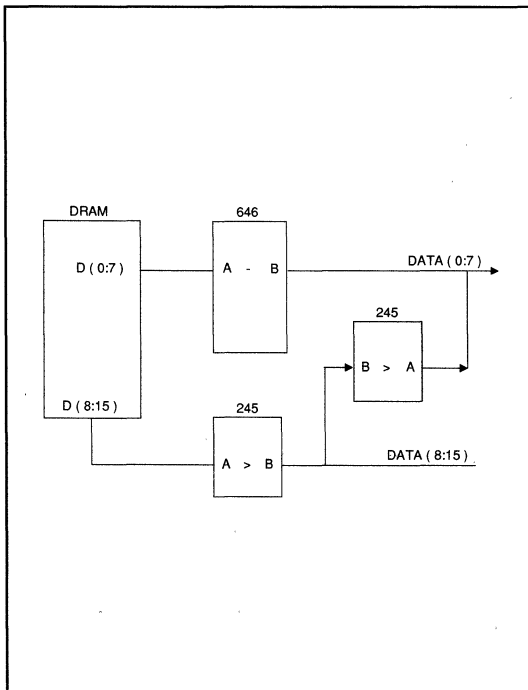 DRAM
646
D ( 0:7 )
A - B
DATA ( 0:7 )
245
B > A
D ( 8:15 )
245
A > B
DATA ( 8:15 )